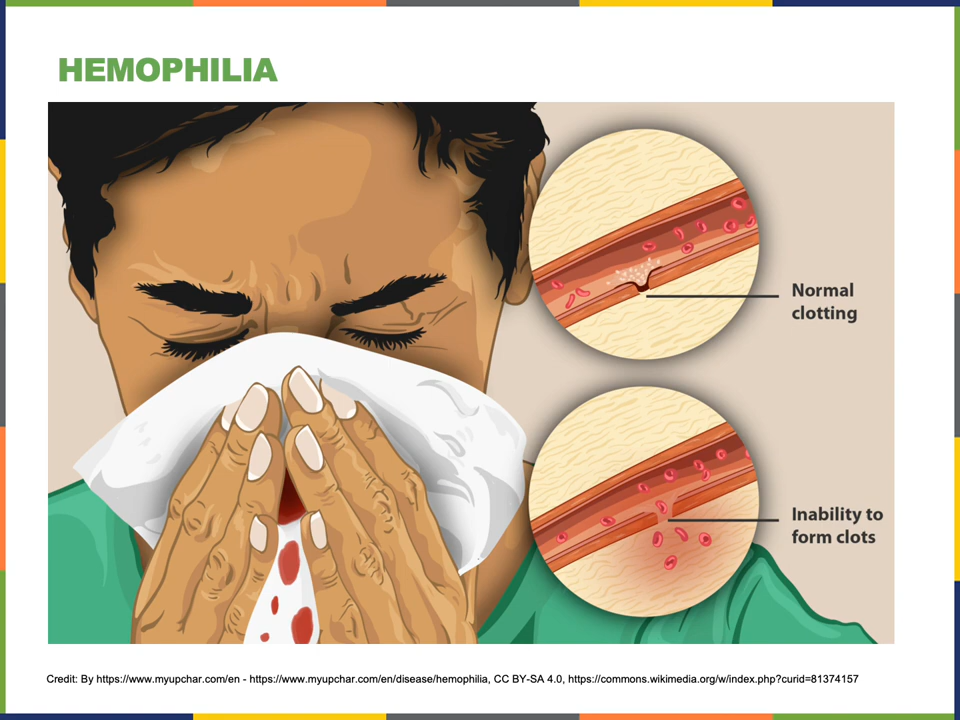 HEMOPHILIA
Normal
clotting
Inability to
form clots
Credit: By https://www.myupchar.com/en - https://www.myupchar.com/en/disease/hemophilia, CC BY-SA 4.0, https://commons.wikimedia.org/w/index.php?curid=81374157